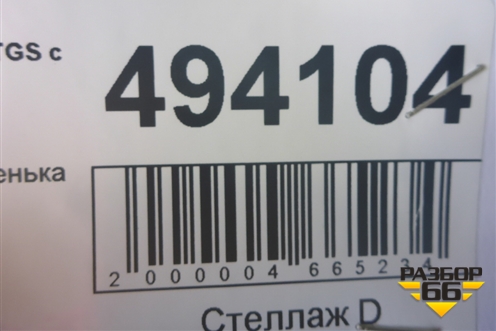 TGS с
494104
енька
2 000004 665234
Стеллаж D
РАЗБОР
66